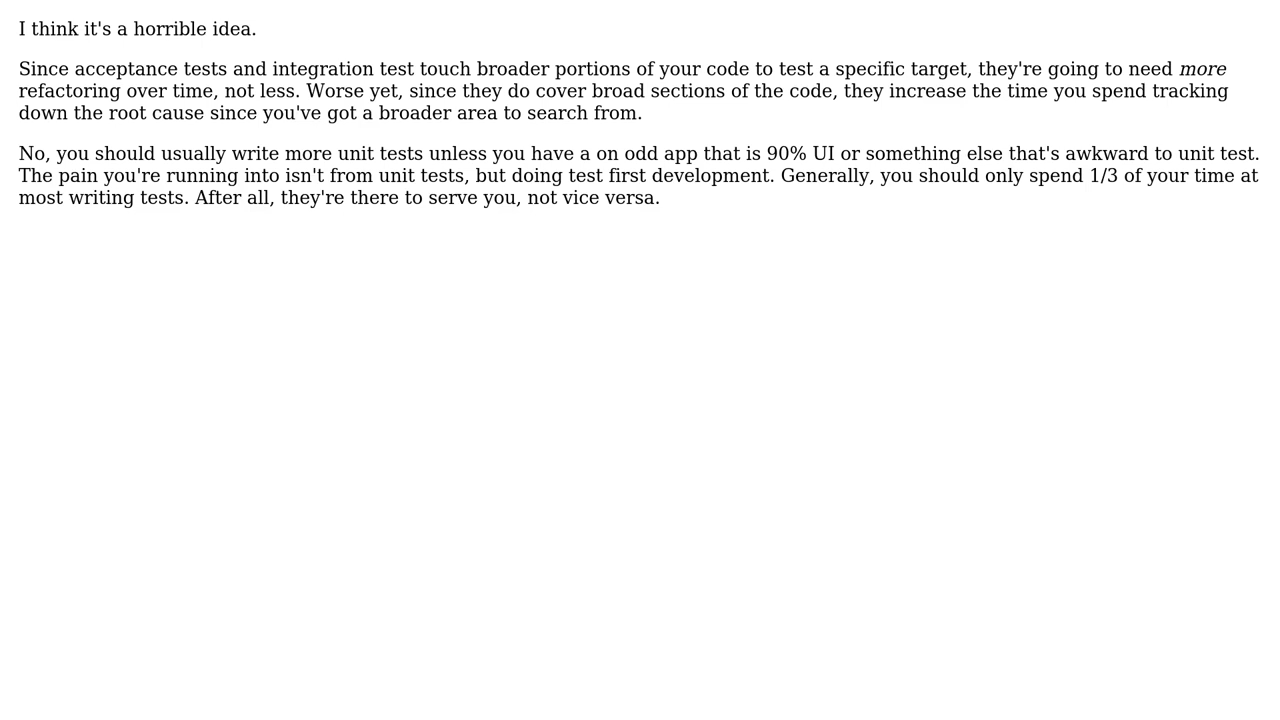 I think it's a horrible idea.
Since acceptance tests and integration test touch broader portions of your code to test a specific target, they're going to need more
refactoring over time, not less. Worse yet, since they do cover broad sections of the code, they increase the time you spend tracking
down the root cause since you've got a broader area to search from.
No, you should usually write more unit tests unless you have a on odd app that is 90% UI or something else that's awkward to unit test.
The pain you're running into isn't from unit tests, but doing test first development. Generally, you should only spend 1/3 of your time at
most writing tests. After all, they're there to serve you, not vice versa.